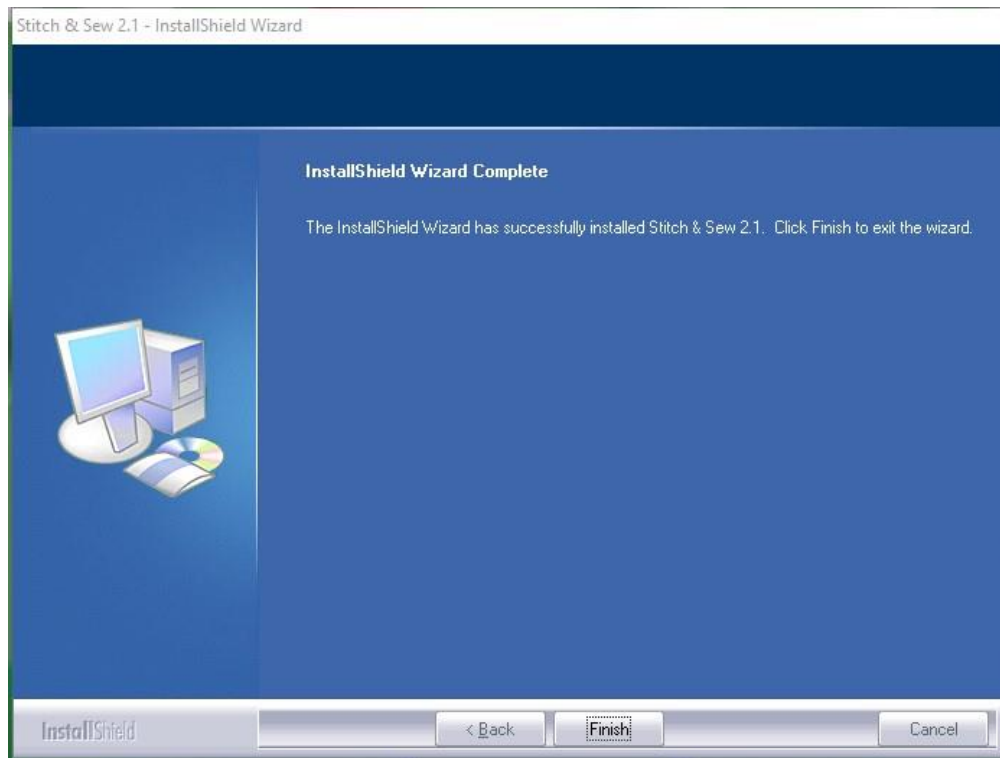 Stitch & Sew 2.1 - InstallShield Wizard
InstallShield Wizard Complete
The InstallShield Wizard has successfully installed Stitch & Sew 2.1. Click Finish to exit the wizard.
InstallShield
< Back
Finish
Cancel